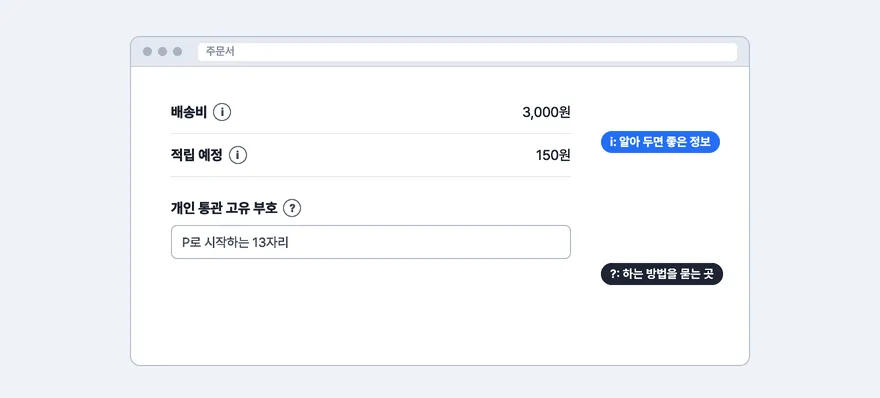 주문서
배송비 i 3,000원
i: 알아 두면 좋은 정보
적립 예정 i 150원
개인 통관 고유 부호 ?
P로 시작하는 13자리
?: 하는 방법을 묻는 곳